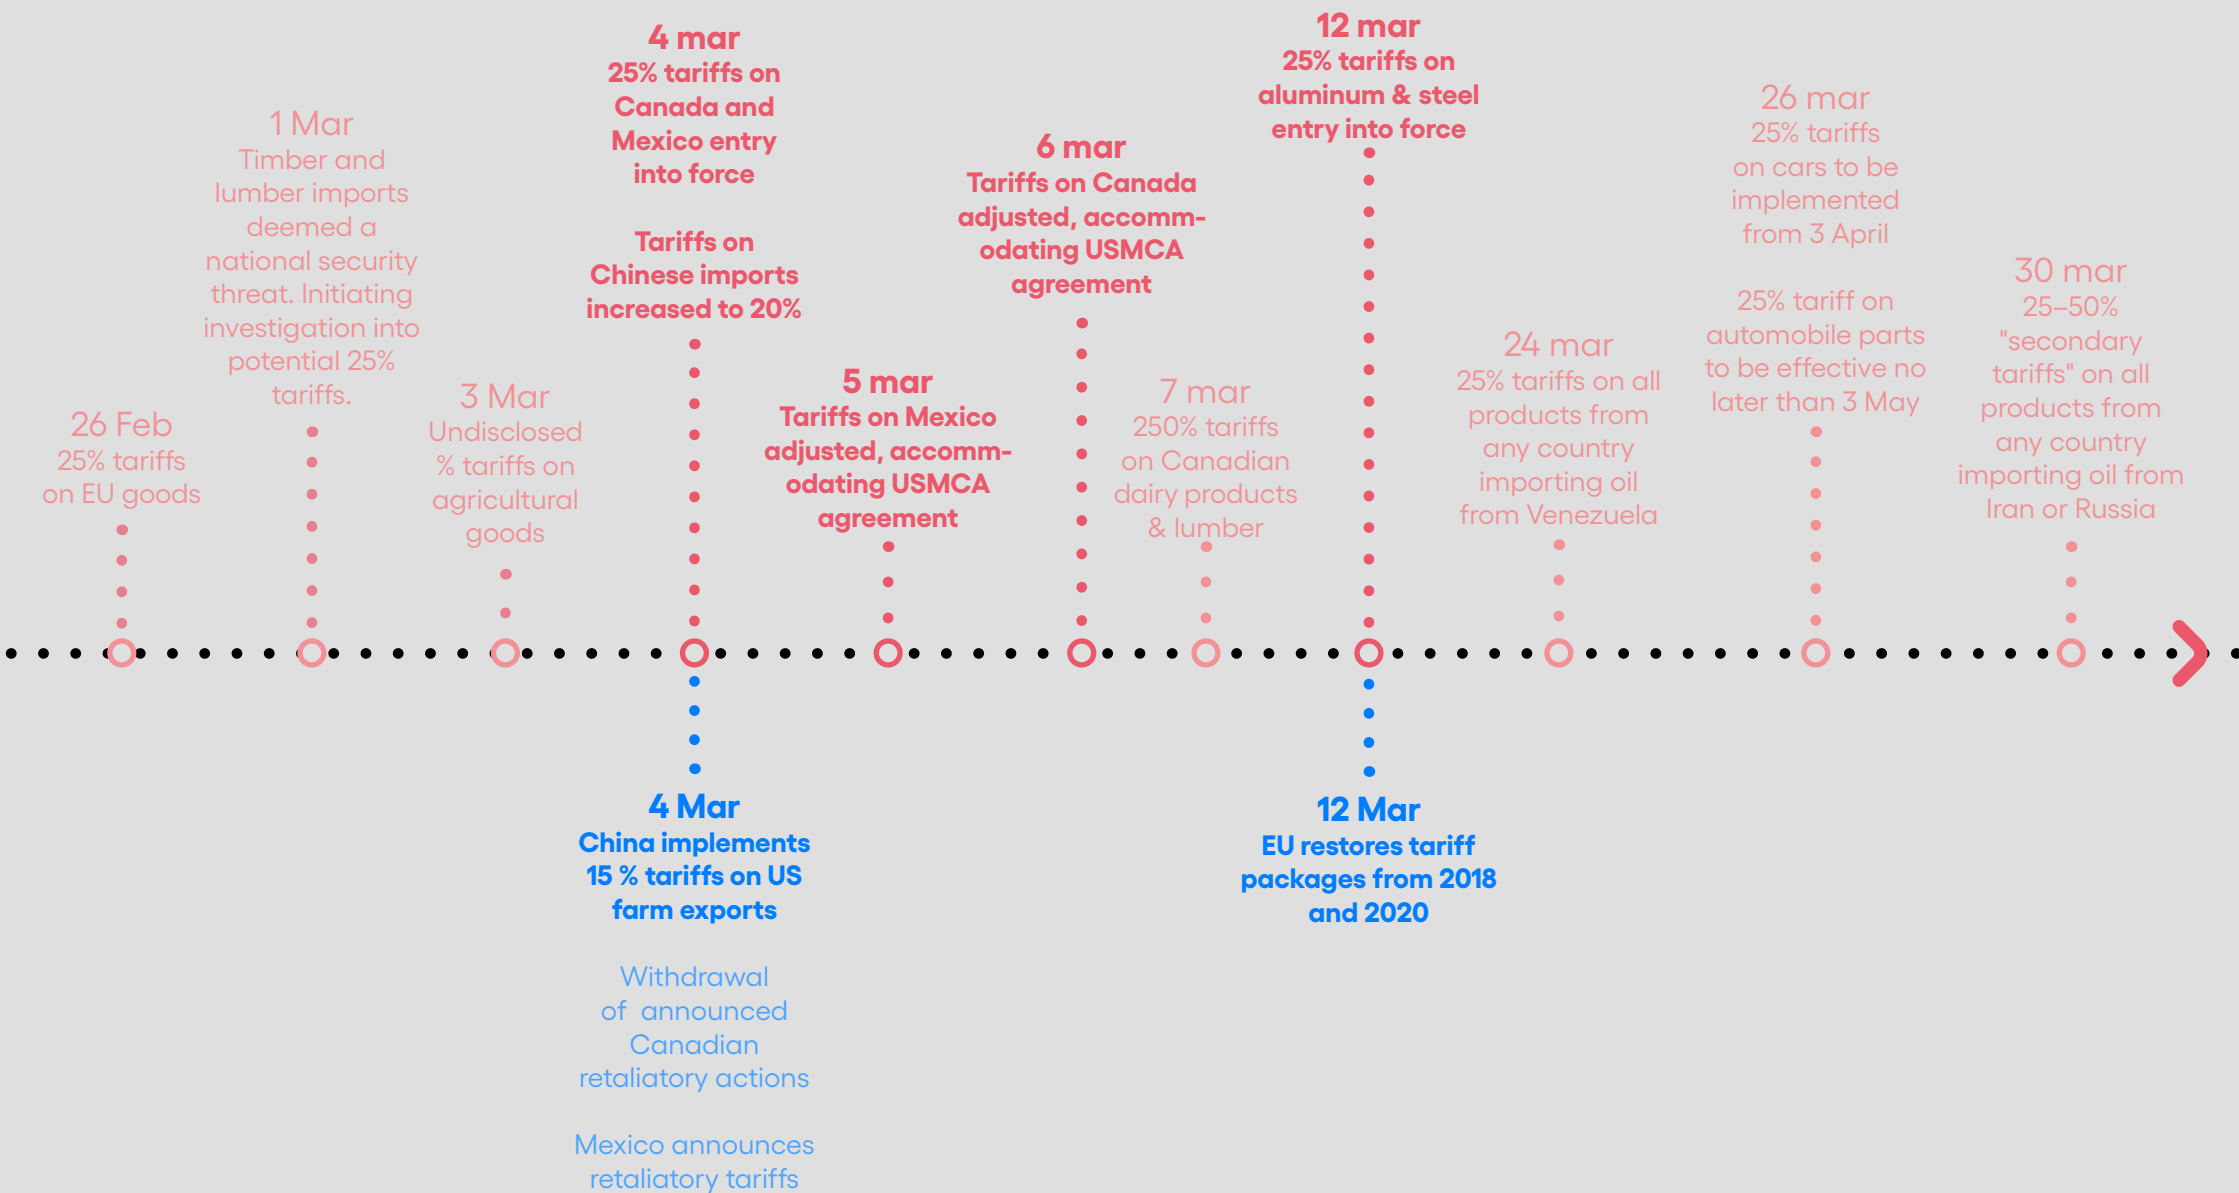 26 Feb
25% tariffs
on EU goods
1 Mar
Timber and
lumber imports
deemed a
national security
threat. Initiating
investigation into
potential 25%
tariffs.
3 Mar
Undisclosed
% tariffs on
agricultural
goods
4 mar
25% tariffs on
Canada and
Mexico entry
into force
Tariffs on
Chinese imports
increased to 20%
5 mar
Tariffs on Mexico
adjusted, accomm-
odating USMCA
agreement
6 mar
Tariffs on Canada
adjusted, accomm-
odating USMCA
agreement
7 mar
250% tariffs
on Canadian
dairy products
& lumber
12 mar
25% tariffs on
aluminum & steel
entry into force
24 mar
25% tariffs on all
products from
any country
importing oil
from Venezuela
26 mar
25% tariffs
on cars to be
implemented
from 3 April
25% tariff on
automobile parts
to be effective no
later than 3 May
30 mar
25–50%
"secondary
tariffs" on all
products from
any country
importing oil from
Iran or Russia
4 Mar
China implements
15 % tariffs on US
farm exports
Withdrawal
of  announced
Canadian
retaliatory actions
Mexico announces
retaliatory tariffs
12 Mar
EU restores tariff
packages from 2018
and 2020